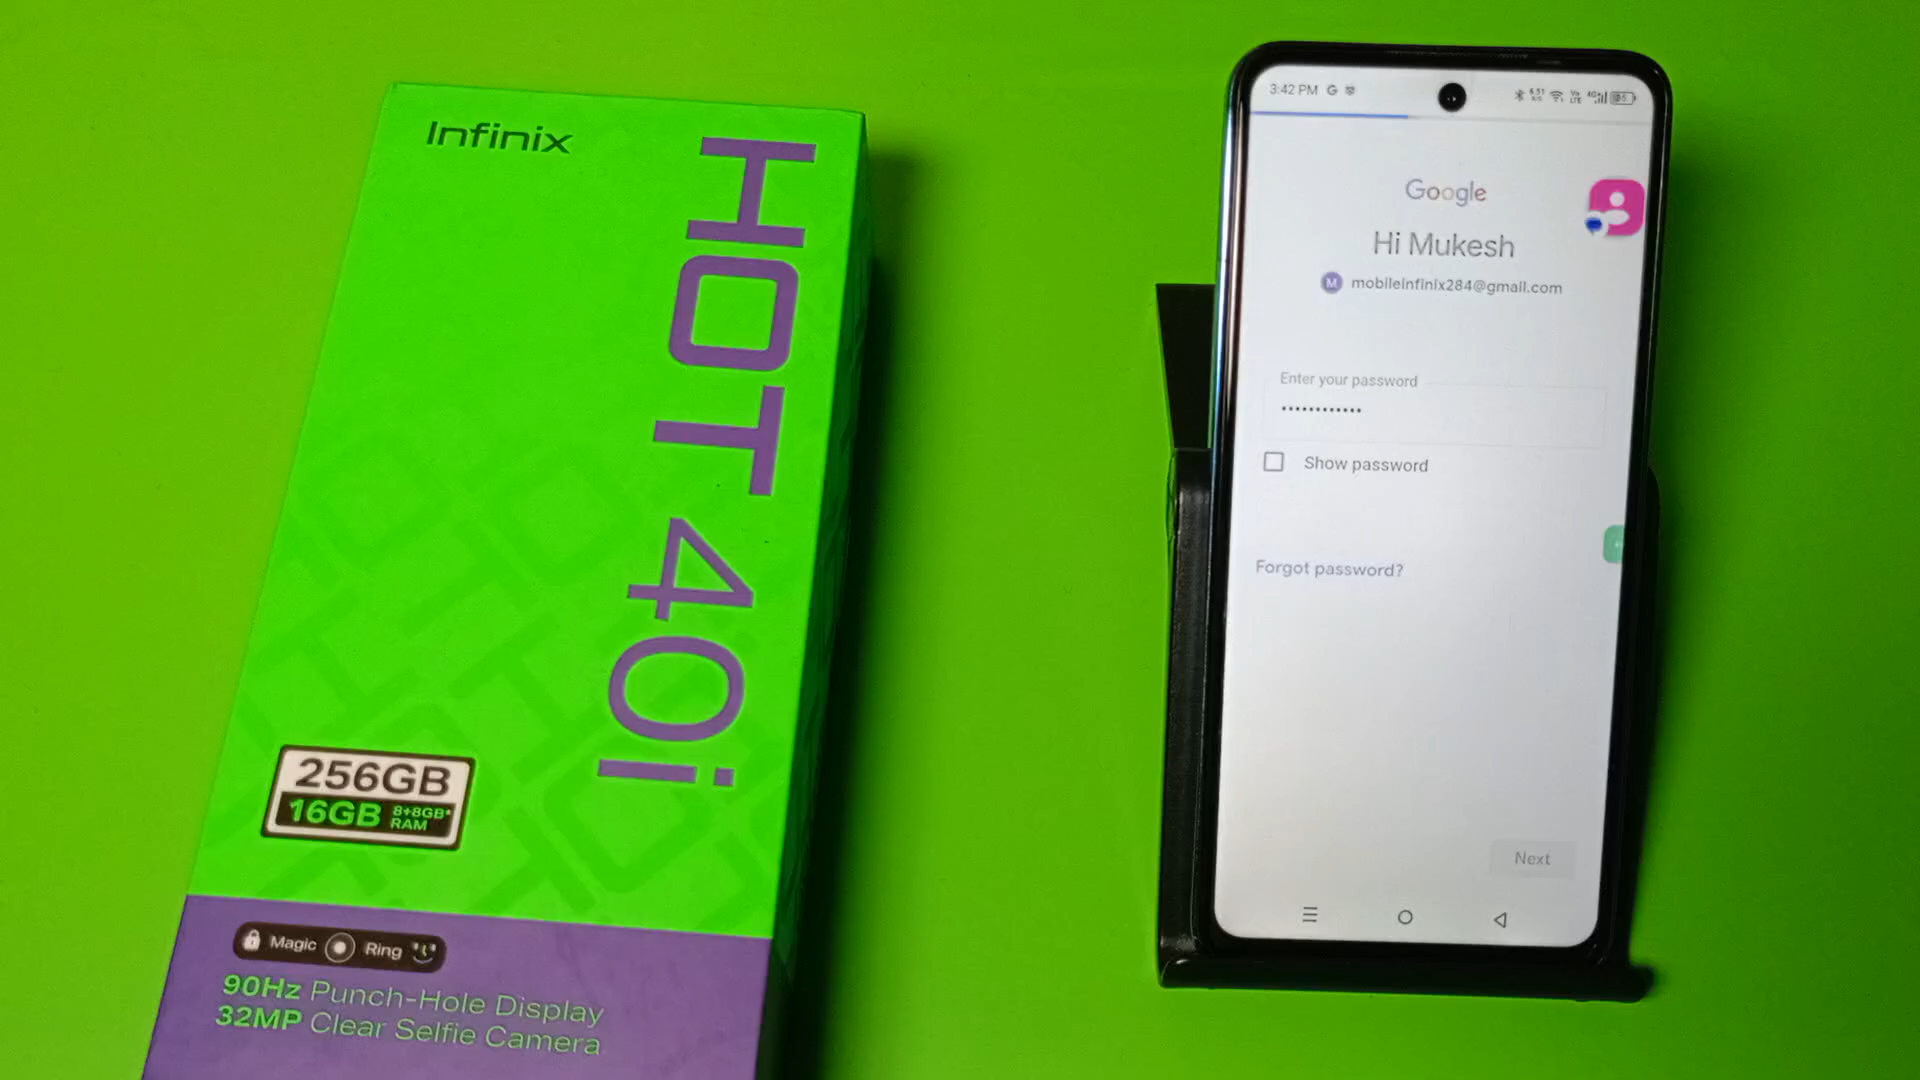 Infinix
HOT 40i
256GB
16GB 8+8GB*
RAM
Magic Ring
90Hz Punch-Hole Display
32MP Clear Selfie Camera
3:42 PM G
Google
Hi Mukesh
M mobileinfinix284@gmail.com
Enter your password
••••••••••••
Show password
Forgot password?
Next